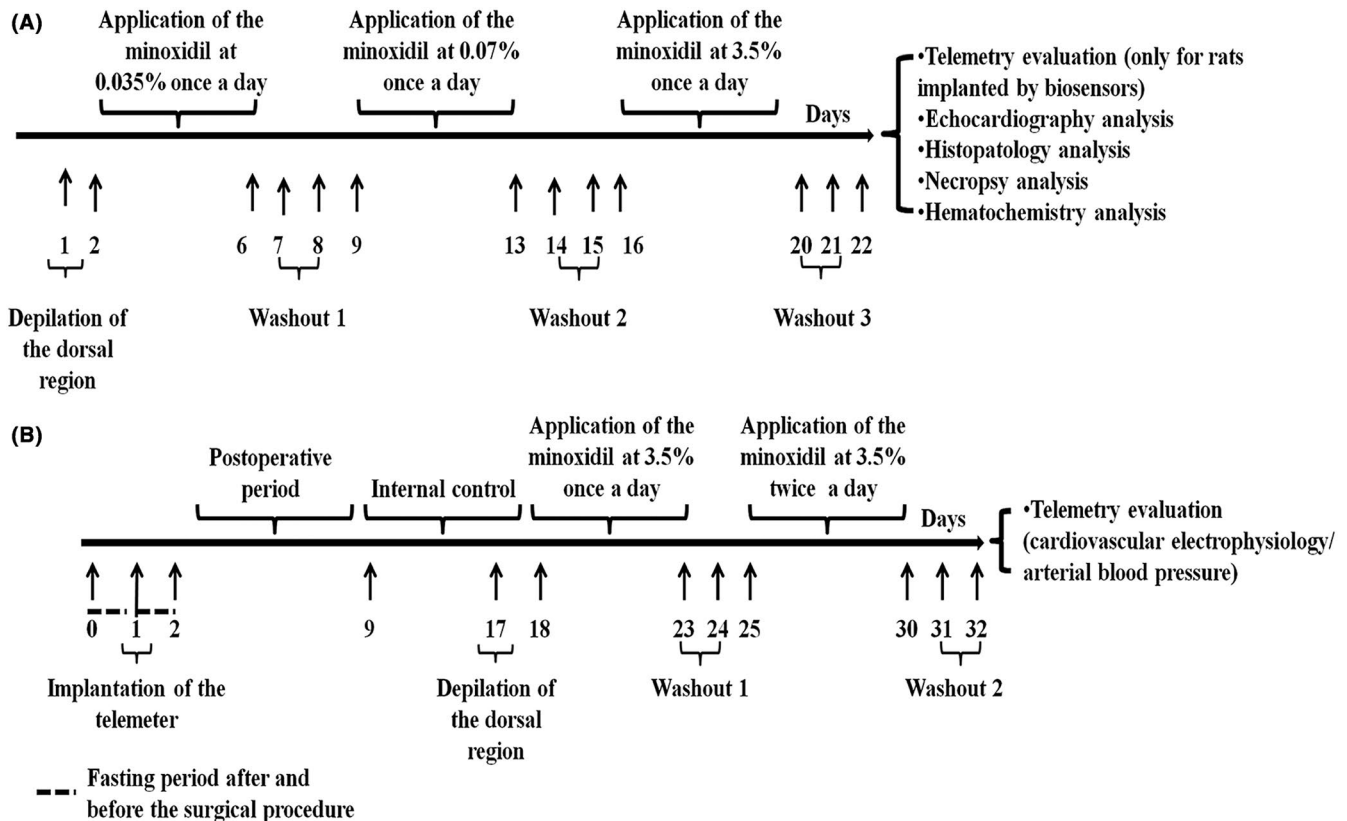 (A)
Application of the
minoxidil at
0.035% once a day
Application of the
minoxidil at 0.07%
once a day
Application of the
minoxidil at 3.5%
once a day
Days
•Telemetry evaluation (only for rats
implanted by biosensors)
•Echocardiography analysis
•Histopatology analysis
•Necropsy analysis
•Hematochemistry analysis
1 2 6 7 8 9 13 14 15 16 20 21 22
Depilation of
the dorsal
region
Washout 1
Washout 2
Washout 3
(B)
Postoperative
period
Internal control
Application of the
minoxidil at 3.5%
once a day
Application of the
minoxidil at 3.5%
twice a day
Days
•Telemetry evaluation
(cardiovascular electrophysiology/
arterial blood pressure)
0 1 2 9 17 18 23 24 25 30 31 32
Implantation of the
telemeter
Depilation of
the dorsal
region
Washout 1
Washout 2
Fasting period after and
before the surgical procedure